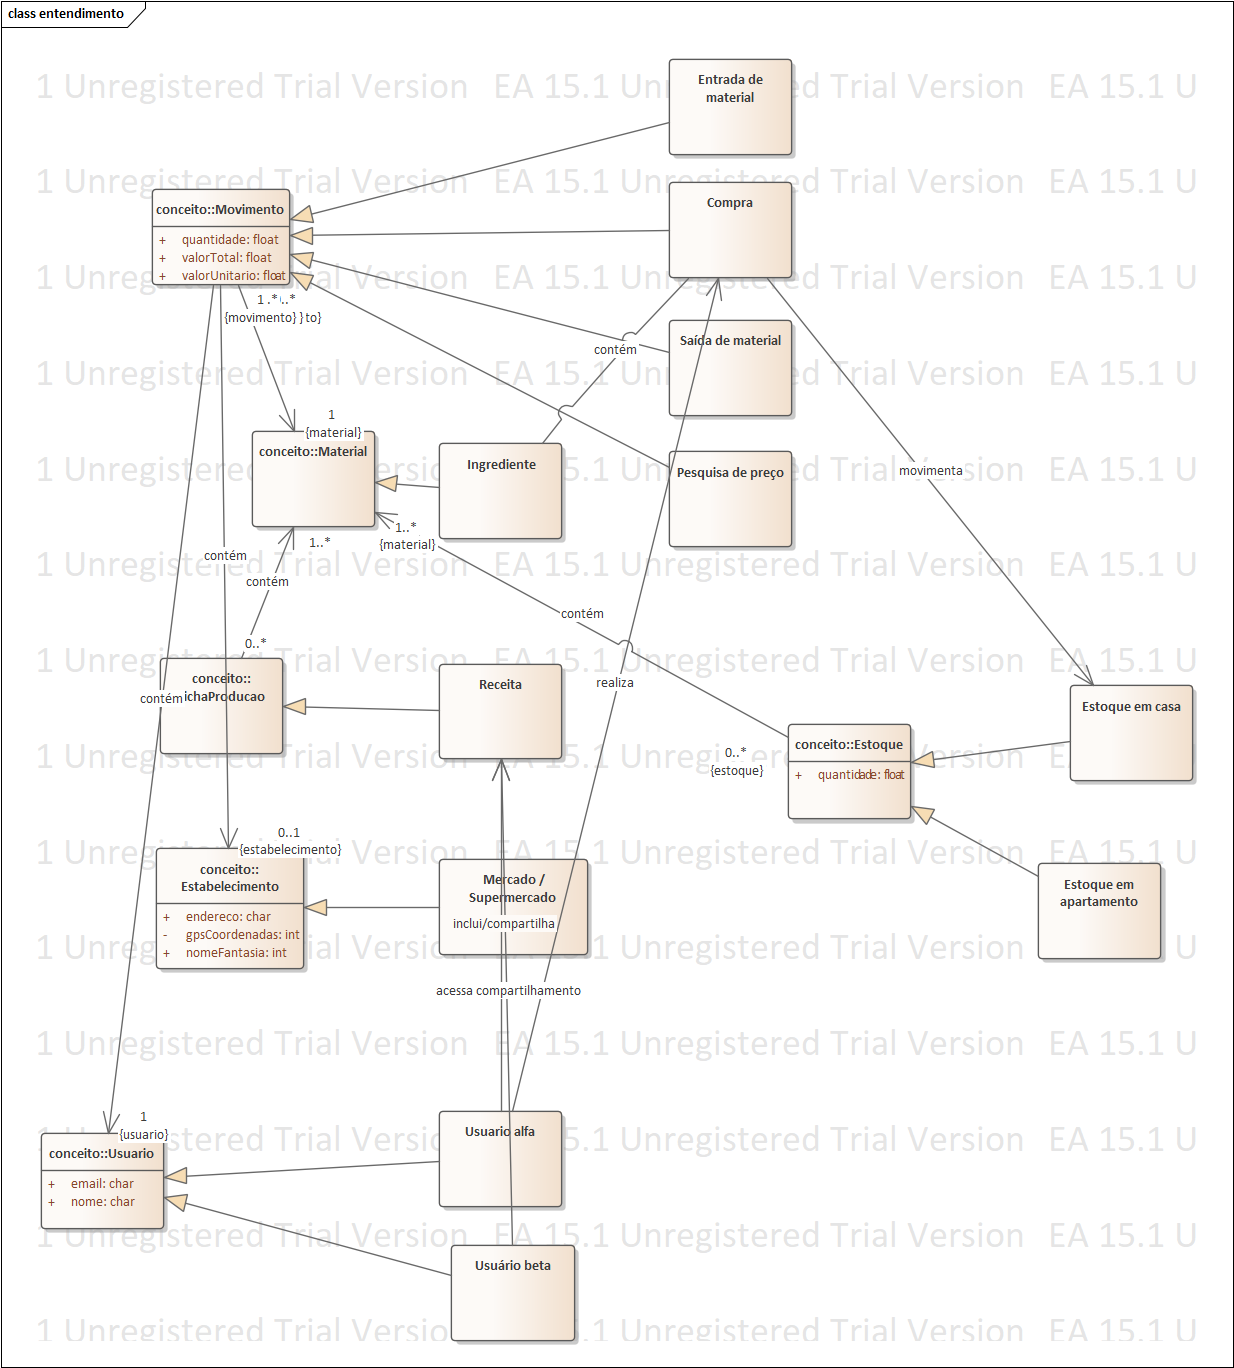 class entendimento
1 Unregistered Trial Version EA 15.1 Unregistered Trial Version EA 15.1 U
Entrada de
material
Compra
conceito::Movimento
+ quantidade: float
+ valorTotal: float
+ valorUnitario: float
1..*
..*
{movimento}
to}
Saída de material
contém
1
{material}
conceito::Material
Ingrediente
Pesquisa de preço
movimenta
1..*
{material}
1..*
contém
contém
contém
0..*
conceito::
ichaProducao
contém
Receita
realiza
Estoque em casa
0..*
{estoque}
conceito::Estoque
+ quantidade: float
0..1
{estabelecimento}
conceito::
Estabelecimento
+ endereco: char
- gpsCoordenadas: int
+ nomeFantasia: int
Mercado /
Supermercado
inclui/compartilha
Estoque em
apartamento
acessa compartilhamento
1
{usuario}
conceito::Usuario
+ email: char
+ nome: char
Usuario alfa
Usuário beta